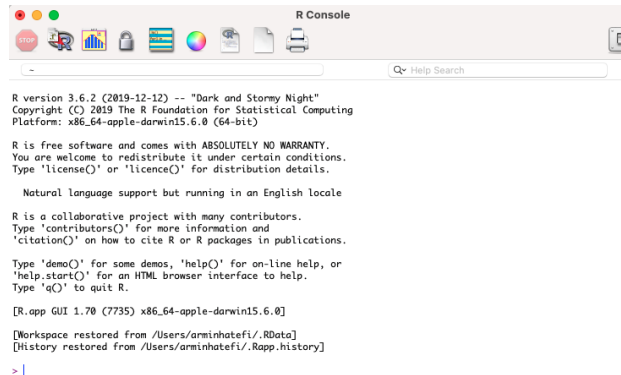 R Console
STOP
~
Help Search
R version 3.6.2 (2019-12-12) -- "Dark and Stormy Night"
Copyright (C) 2019 The R Foundation for Statistical Computing
Platform: x86_64-apple-darwin15.6.0 (64-bit)
R is free software and comes with ABSOLUTELY NO WARRANTY.
You are welcome to redistribute it under certain conditions.
Type 'license()' or 'licence()' for distribution details.
Natural language support but running in an English locale
R is a collaborative project with many contributors.
Type 'contributors()' for more information and
'citation()' on how to cite R or R packages in publications.
Type 'demo()' for some demos, 'help()' for on-line help, or
'help.start()' for an HTML browser interface to help.
Type 'q()' to quit R.
[R.app GUI 1.70 (7735) x86_64-apple-darwin15.6.0]
[Workspace restored from /Users/arminhatefi/.RData]
[History restored from /Users/arminhatefi/.Rapp.history]
>